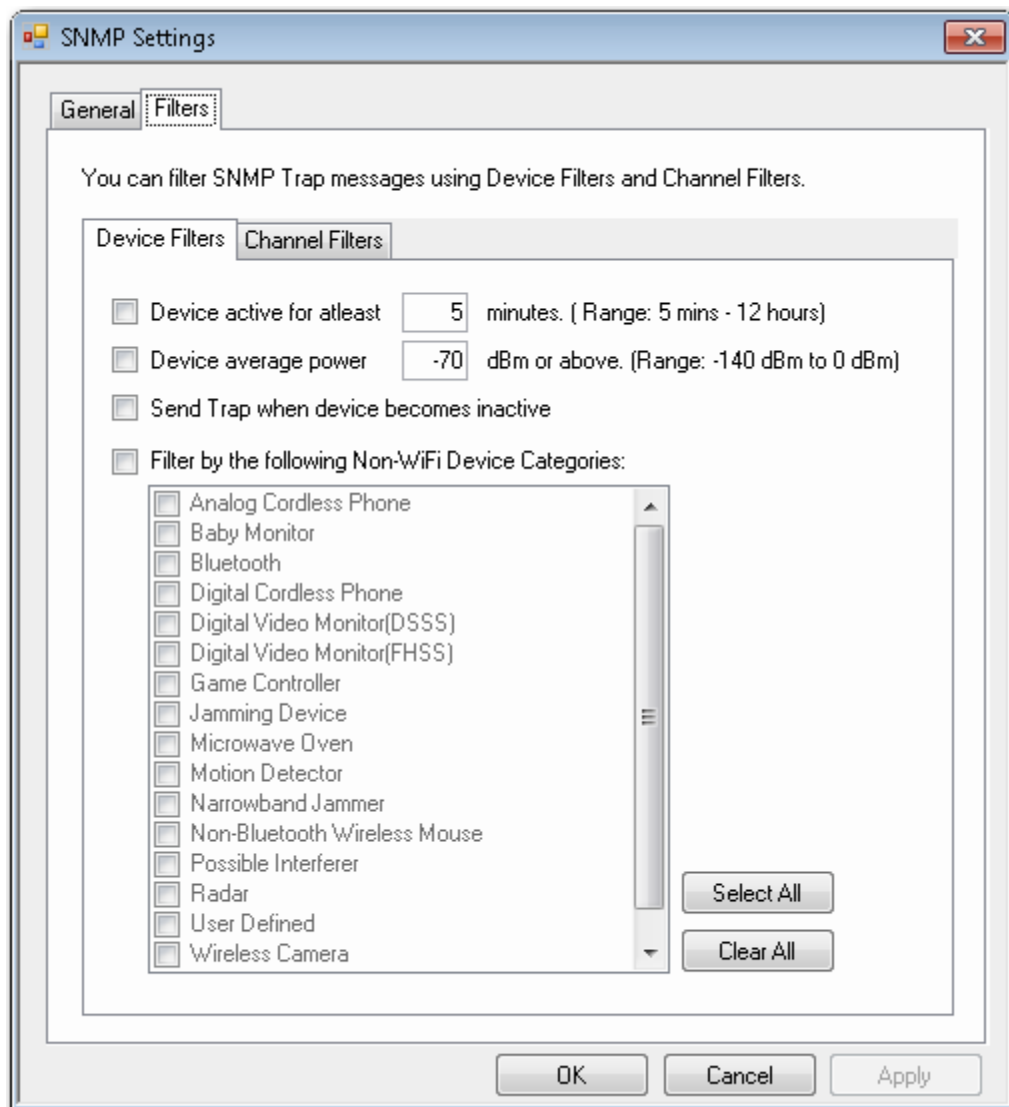 SNMP Settings
General Filters
You can filter SNMP Trap messages using Device Filters and Channel Filters.
Device Filters Channel Filters
Device active for atleast 5 minutes. ( Range: 5 mins - 12 hours)
Device average power -70 dBm or above. (Range: -140 dBm to 0 dBm)
Send Trap when device becomes inactive
Filter by the following Non-WiFi Device Categories:
Analog Cordless Phone
Baby Monitor
Bluetooth
Digital Cordless Phone
Digital Video Monitor(DSSS)
Digital Video Monitor(FHSS)
Game Controller
Jamming Device
Microwave Oven
Motion Detector
Narrowband Jammer
Non-Bluetooth Wireless Mouse
Possible Interferer
Radar
User Defined
Wireless Camera
Select All
Clear All
OK Cancel Apply